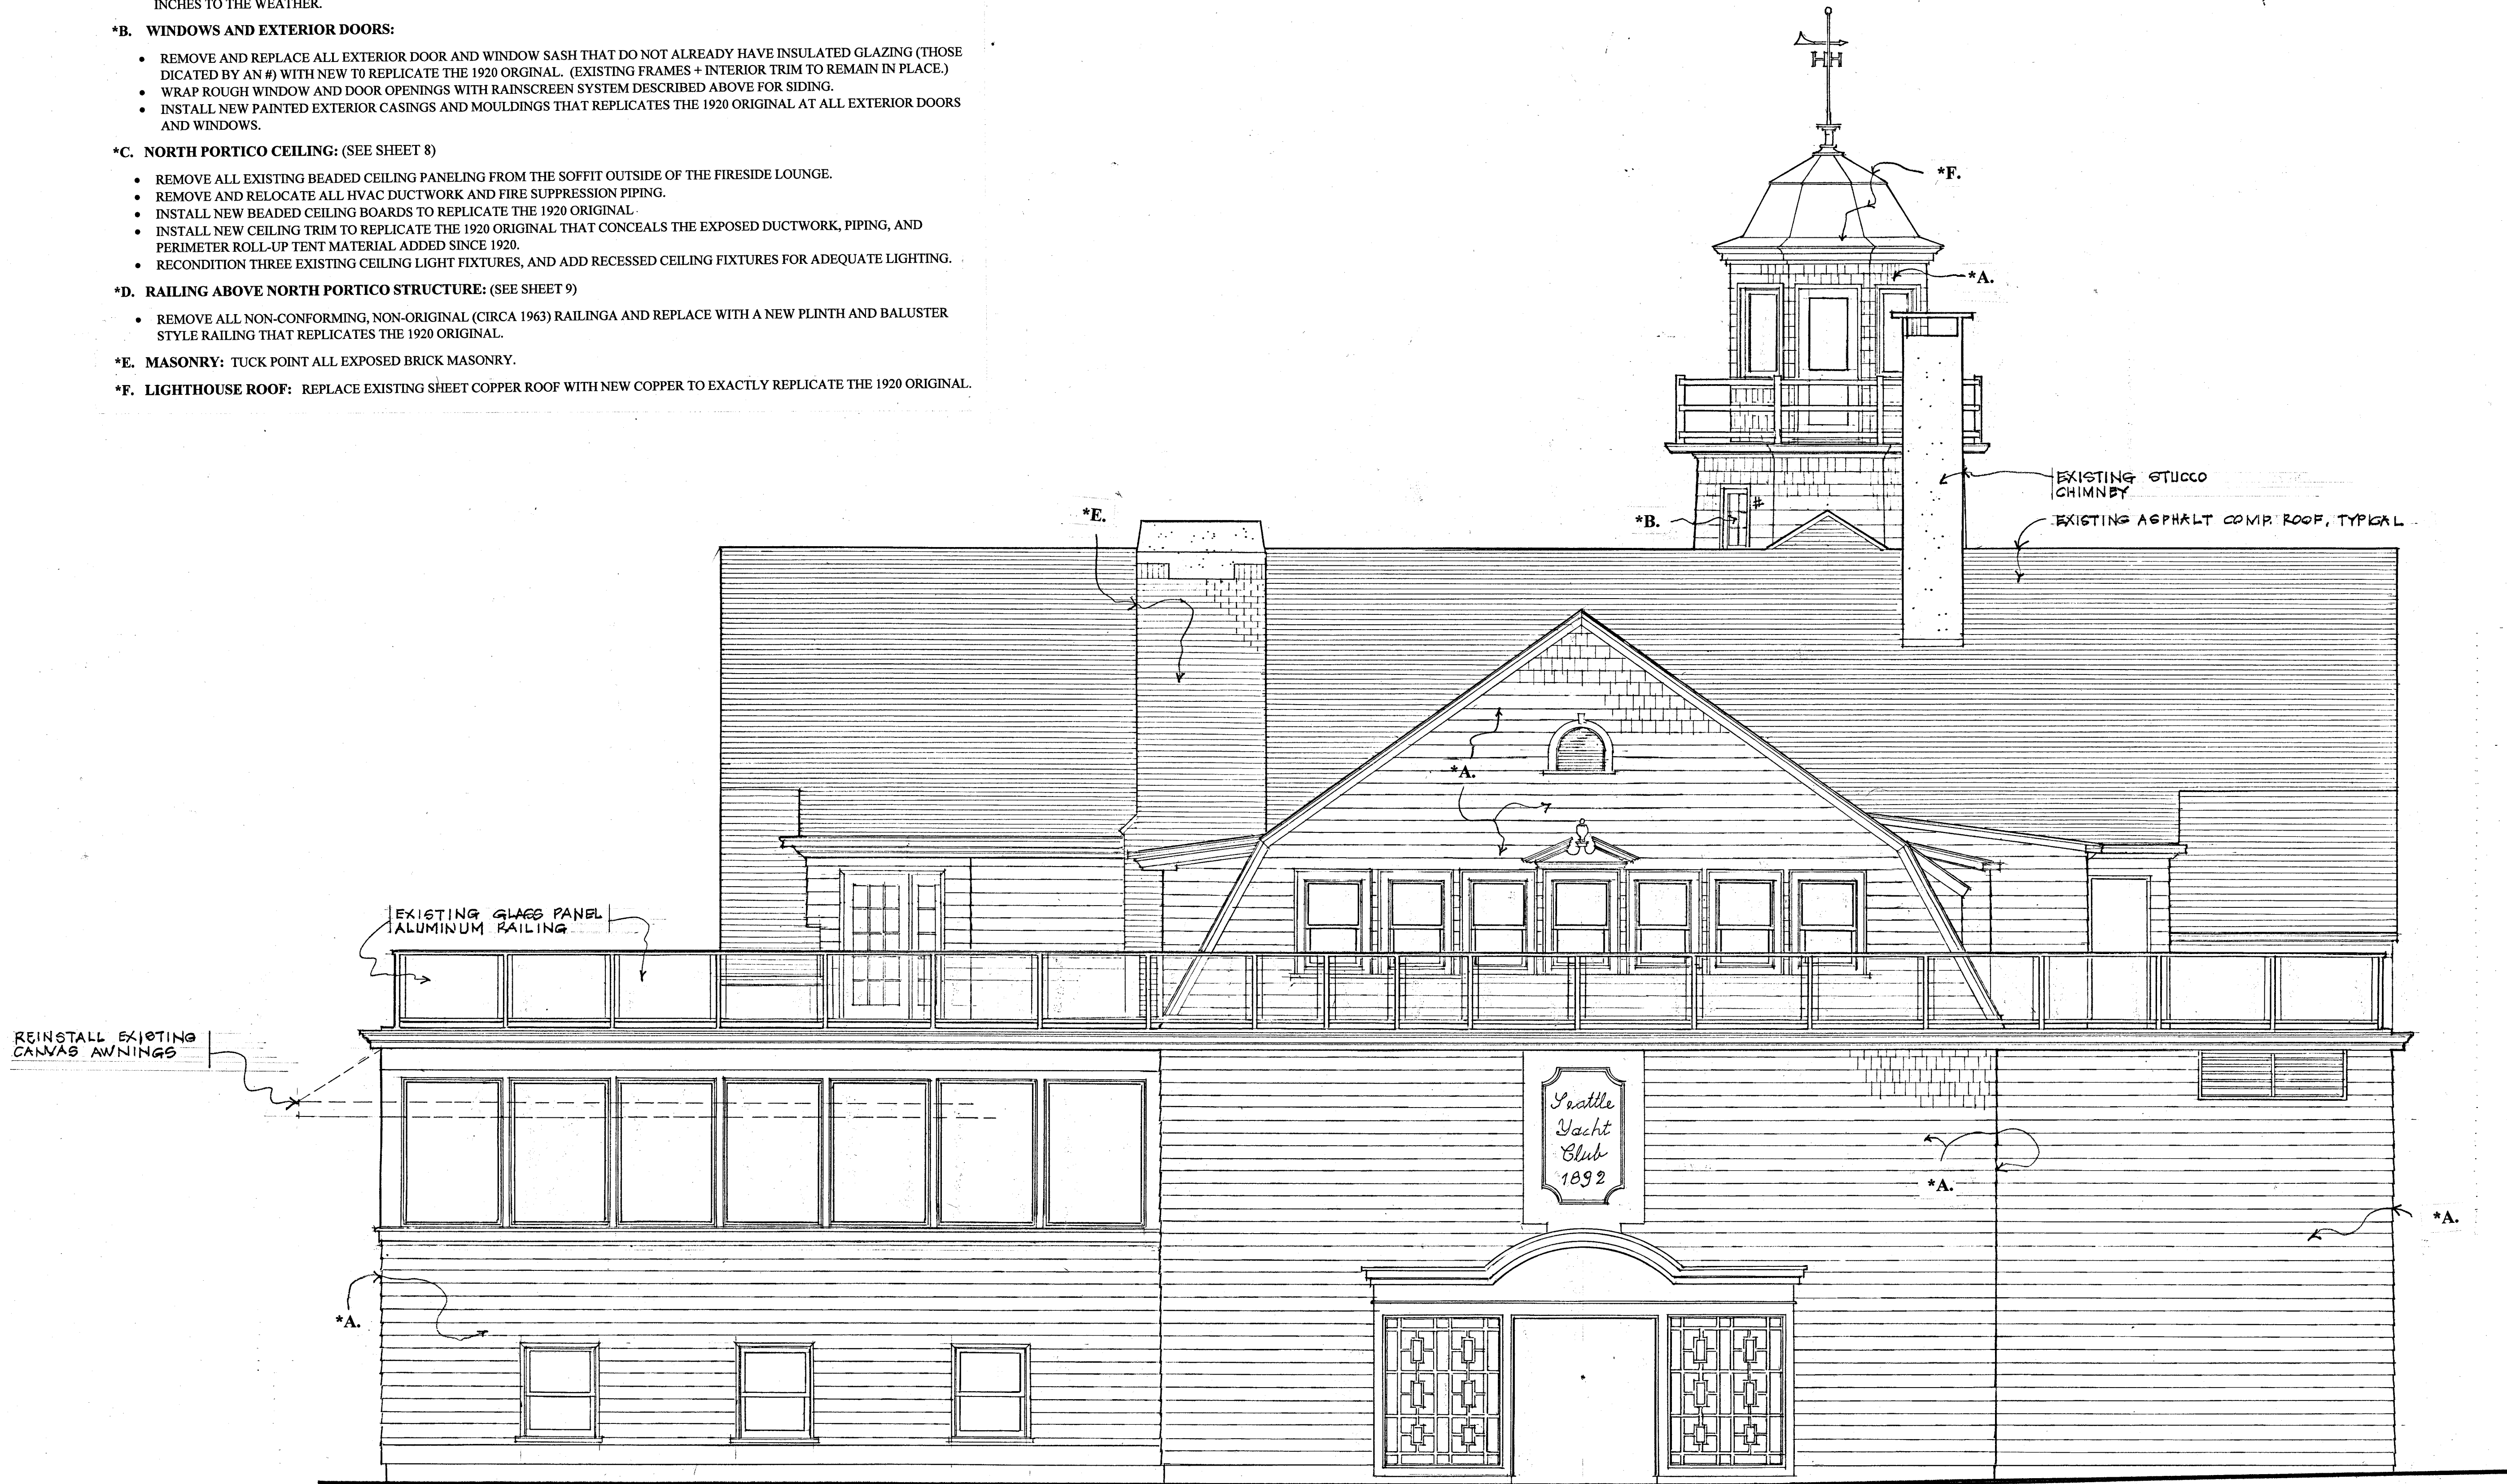 INCHES TO THE WEATHER.
*B. WINDOWS AND EXTERIOR DOORS:
• REMOVE AND REPLACE ALL EXTERIOR DOOR AND WINDOW SASH THAT DO NOT ALREADY HAVE INSULATED GLAZING (THOSE
DICATED BY AN #) WITH NEW T0 REPLICATE THE 1920 ORGINAL. (EXISTING FRAMES + INTERIOR TRIM TO REMAIN IN PLACE.)
• WRAP ROUGH WINDOW AND DOOR OPENINGS WITH RAINSCREEN SYSTEM DESCRIBED ABOVE FOR SIDING.
• INSTALL NEW PAINTED EXTERIOR CASINGS AND MOULDINGS THAT REPLICATES THE 1920 ORIGINAL AT ALL EXTERIOR DOORS
AND WINDOWS.
*C. NORTH PORTICO CEILING: (SEE SHEET 8)
• REMOVE ALL EXISTING BEADED CEILING PANELING FROM THE SOFFIT OUTSIDE OF THE FIRESIDE LOUNGE.
• REMOVE AND RELOCATE ALL HVAC DUCTWORK AND FIRE SUPPRESSION PIPING.
• INSTALL NEW BEADED CEILING BOARDS TO REPLICATE THE 1920 ORIGINAL
• INSTALL NEW CEILING TRIM TO REPLICATE THE 1920 ORIGINAL THAT CONCEALS THE EXPOSED DUCTWORK, PIPING, AND
PERIMETER ROLL-UP TENT MATERIAL ADDED SINCE 1920.
• RECONDITION THREE EXISTING CEILING LIGHT FIXTURES, AND ADD RECESSED CEILING FIXTURES FOR ADEQUATE LIGHTING.
*D. RAILING ABOVE NORTH PORTICO STRUCTURE: (SEE SHEET 9)
• REMOVE ALL NON-CONFORMING, NON-ORIGINAL (CIRCA 1963) RAILINGA AND REPLACE WITH A NEW PLINTH AND BALUSTER
STYLE RAILING THAT REPLICATES THE 1920 ORIGINAL.
*E. MASONRY: TUCK POINT ALL EXPOSED BRICK MASONRY.
*F. LIGHTHOUSE ROOF: REPLACE EXISTING SHEET COPPER ROOF WITH NEW COPPER TO EXACTLY REPLICATE THE 1920 ORIGINAL.
HH
*F.
*A.
EXISTING STUCCO
CHIMNEY
*E.
*B.
#
EXISTING ASPHALT COMP. ROOF, TYPICAL
*A.
EXISTING GLASS PANEL
ALUMINUM RAILING
REINSTALL EXISTING
CANVAS AWNINGS
Seattle
Yacht
Club
1892
*A.
*A.
*A.